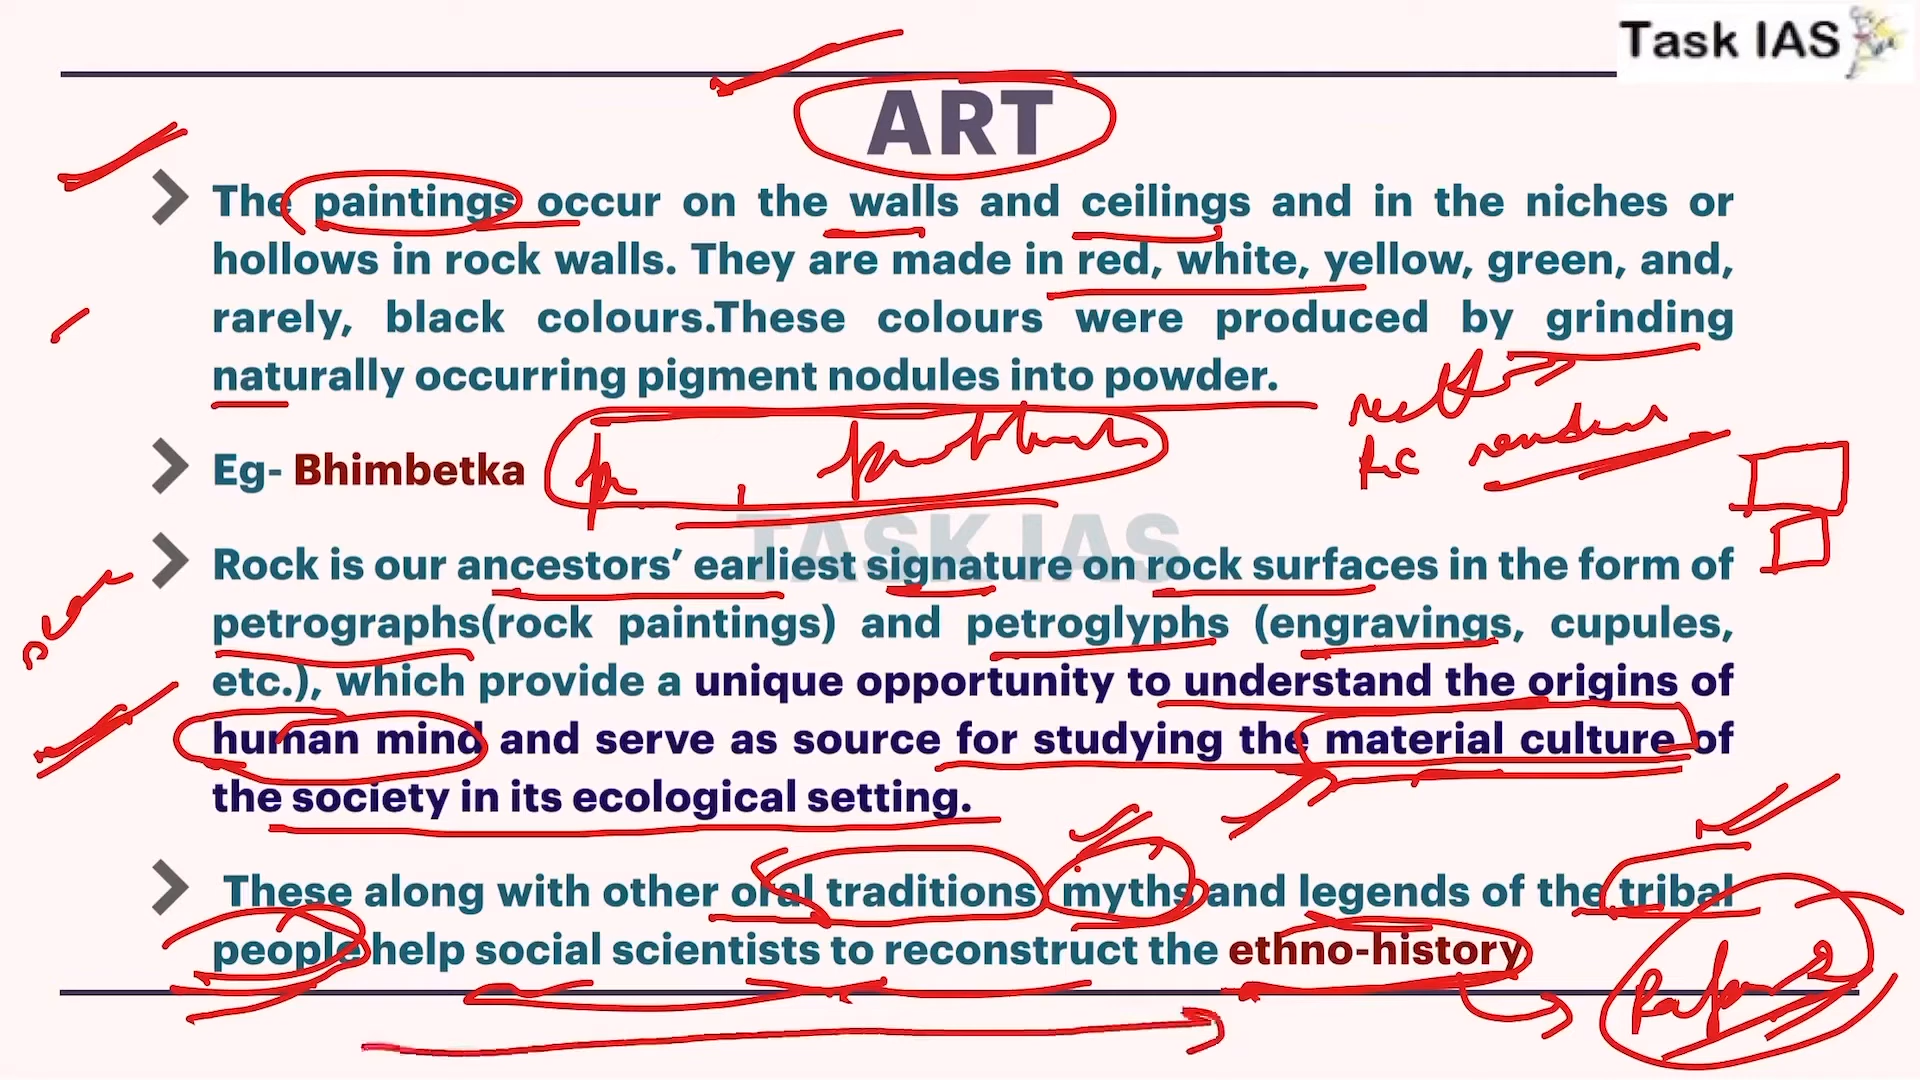 Task IAS
ART
The paintings occur on the walls and ceilings and in the niches or
hollows in rock walls. They are made in red, white, yellow, green, and,
rarely, black colours.These colours were produced by grinding
naturally occurring pigment nodules into powder.
Eg- Bhimbetka
TASK IAS
Rock is our ancestors’ earliest signature on rock surfaces in the form of
petrographs(rock paintings) and petroglyphs (engravings, cupules,
etc.), which provide a unique opportunity to understand the origins of
human mind and serve as source for studying the material culture of
the society in its ecological setting.
These along with other oral traditions myths and legends of the tribal
people help social scientists to reconstruct the ethno-history